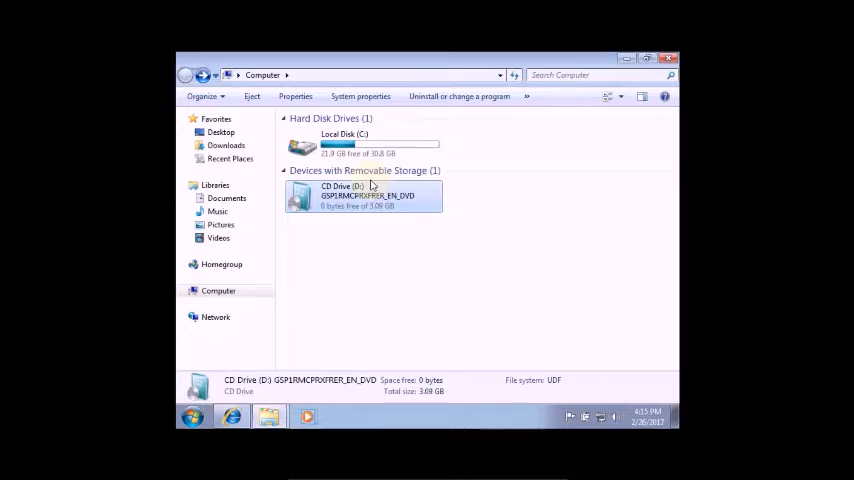 Computer
Search Computer
Organize
Eject
Properties
System properties
Uninstall or change a program
»
Favorites
Desktop
Downloads
Recent Places
Libraries
Documents
Music
Pictures
Videos
Homegroup
Computer
Network
Hard Disk Drives (1)
Local Disk (C:)
21.9 GB free of 30.8 GB
Devices with Removable Storage (1)
CD Drive (D:)
GSP1RMCPRXFRER_EN_DVD
0 bytes free of 3.09 GB
CD Drive (D:) GSP1RMCPRXFRER_EN_DVD Space free: 0 bytes File system: UDF
CD Drive Total size: 3.09 GB
4:15 PM
2/26/2017